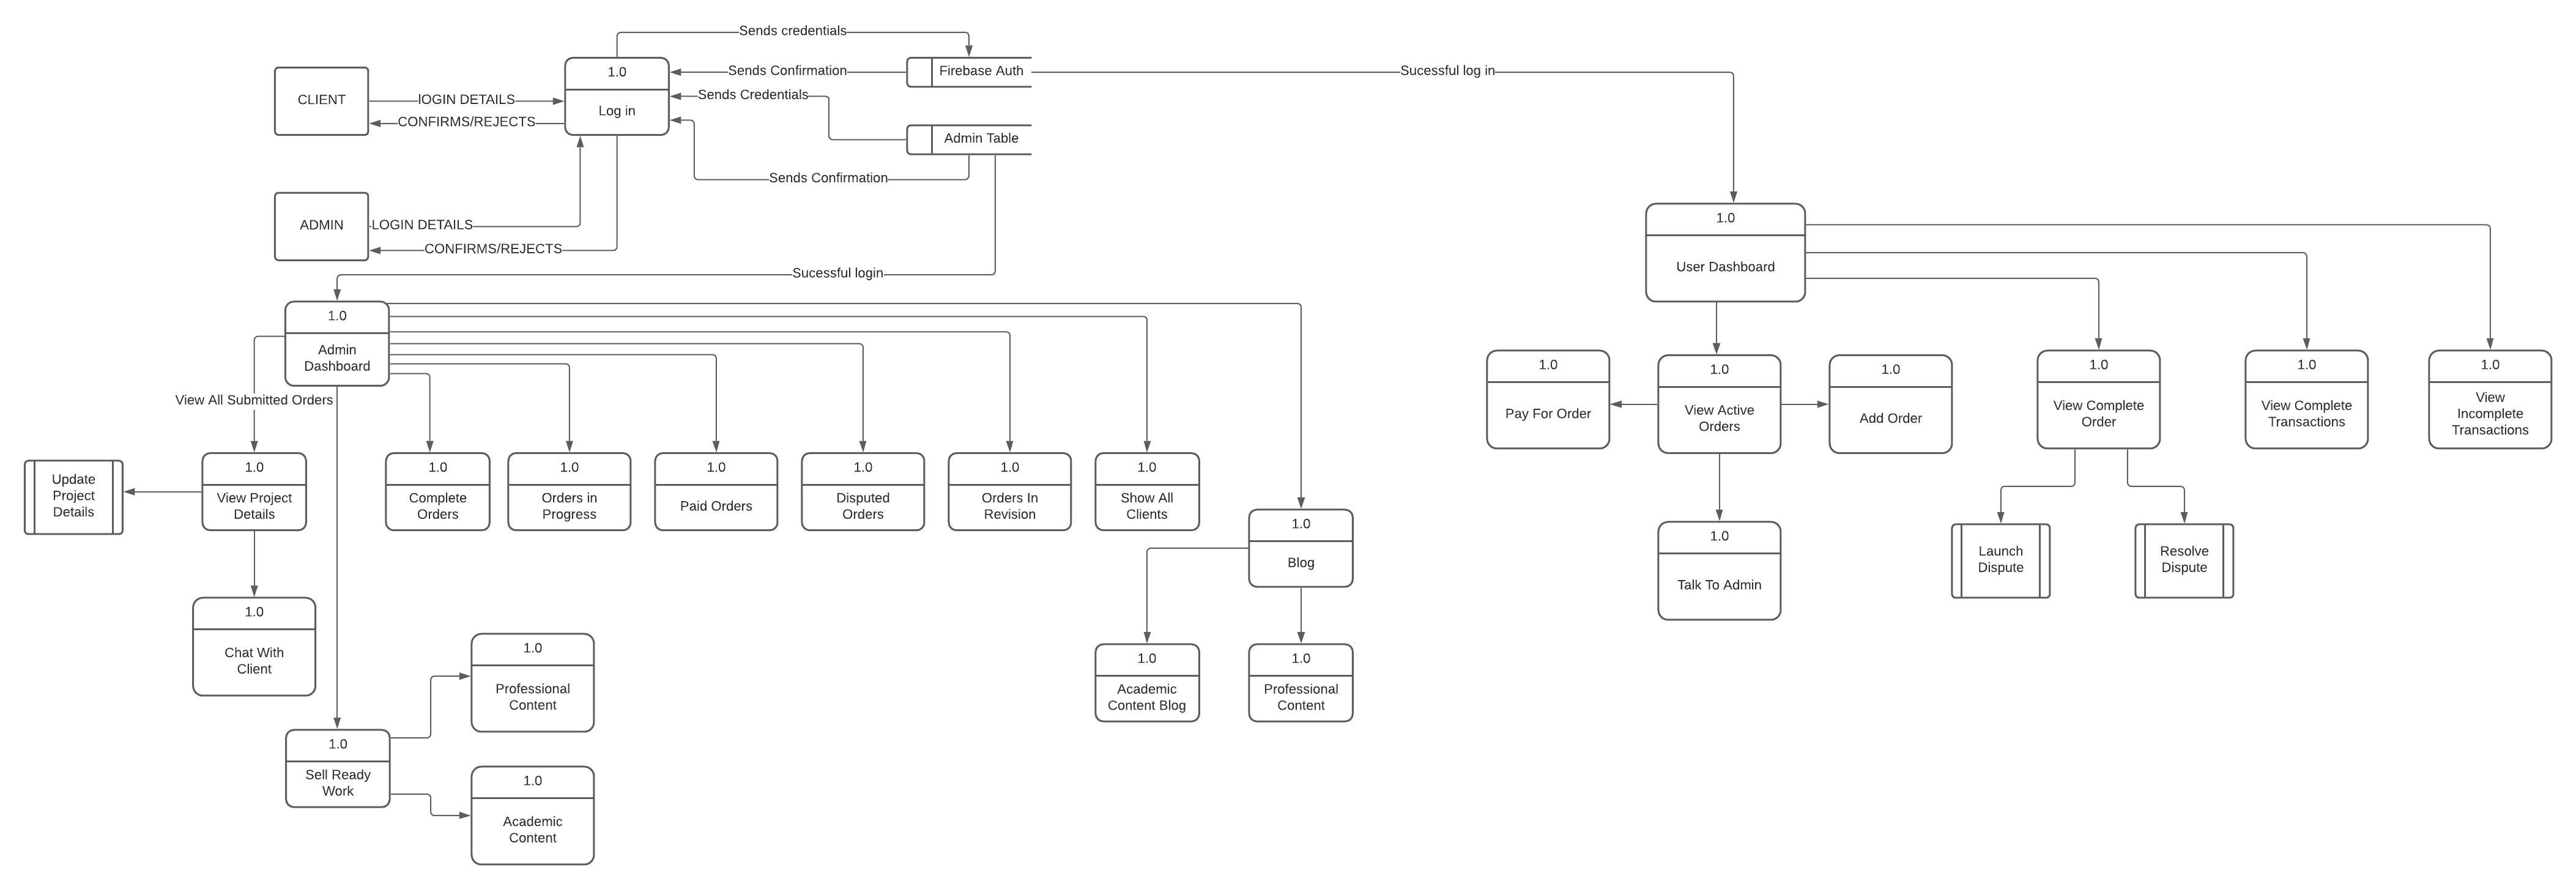 Sends credentials
1.0
Log in
Firebase Auth
Sends Confirmation
Sucessful log in
CLIENT
lOGIN DETAILS
CONFIRMS/REJECTS
Sends Credentials
Admin Table
Sends Confirmation
ADMIN
LOGIN DETAILS
CONFIRMS/REJECTS
Sucessful login
1.0
User Dashboard
1.0
Admin
Dashboard
View All Submitted Orders
1.0
Pay For Order
1.0
View Active
Orders
1.0
Add Order
1.0
View Complete
Order
1.0
View Complete
Transactions
1.0
View
Incomplete
Transactions
Update
Project
Details
1.0
View Project
Details
1.0
Complete
Orders
1.0
Orders in
Progress
1.0
Paid Orders
1.0
Disputed
Orders
1.0
Orders In
Revision
1.0
Show All
Clients
1.0
Blog
1.0
Talk To Admin
Launch
Dispute
Resolve
Dispute
1.0
Chat With
Client
1.0
Professional
Content
1.0
Academic
Content Blog
1.0
Professional
Content
1.0
Sell Ready
Work
1.0
Academic
Content